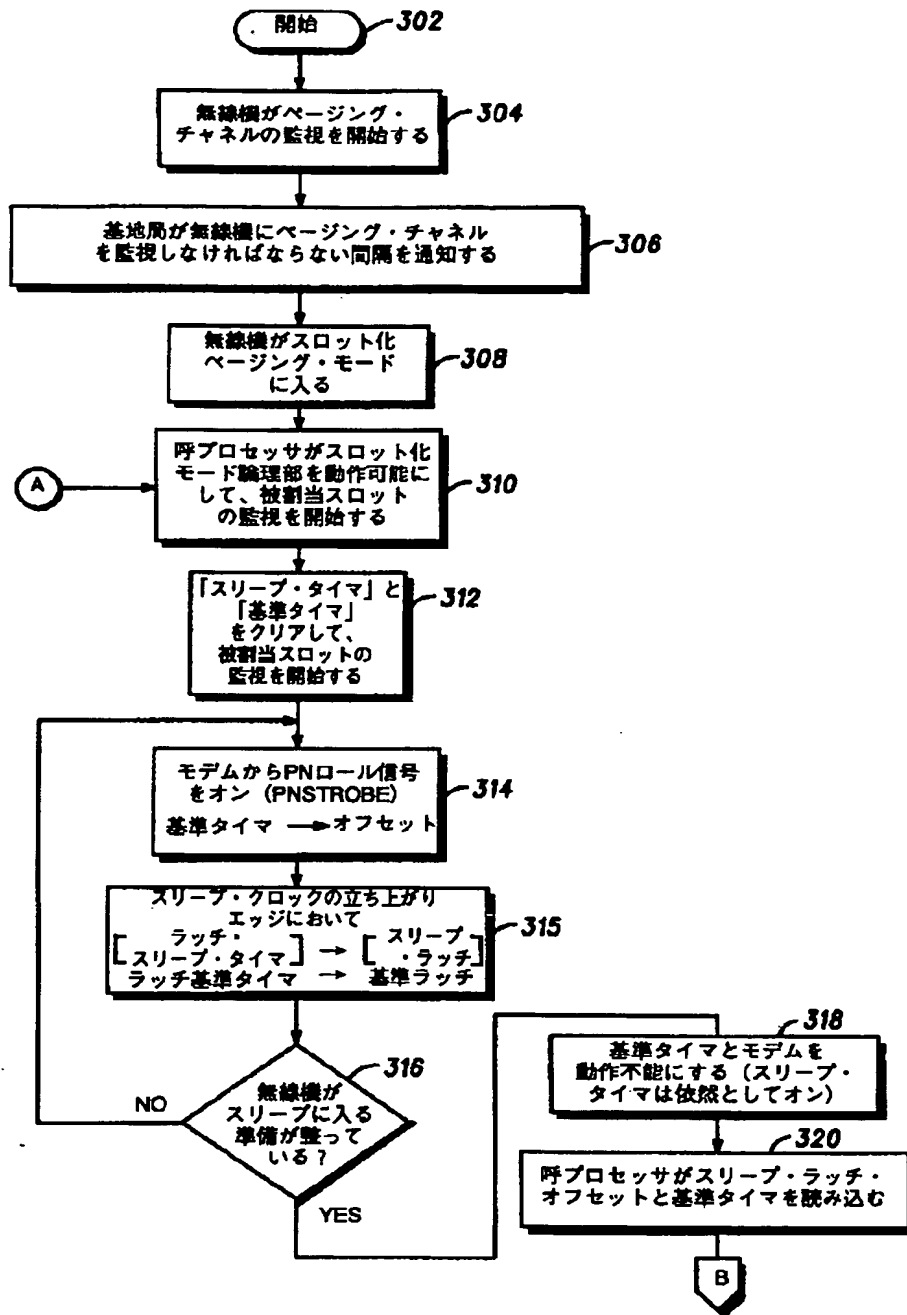 開始
302
無線機がページング・
チャネルの監視を開始する
304
基地局が無線機にページング・チャネル
を監視しなければならない間隔を通知する
306
無線機がスロット化
ページング・モード
に入る
308
A
呼プロセッサがスロット化
モード論理部を動作可能に
して、被割当スロット
の監視を開始する
310
「スリープ・タイマ」と
「基準タイマ」
をクリアして、
被割当スロットの
監視を開始する
312
モデムからPNロール信号
をオン (PNSTROBE)
基準タイマ → オフセット
314
スリープ・クロックの立ち上がり
エッジにおいて
[ラッチ・スリープ・タイマ] → [スリープ・ラッチ]
ラッチ基準タイマ → 基準ラッチ
315
無線機が
スリープに入る
準備が整って
いる?
316
NO
YES
318
基準タイマとモデムを
動作不能にする (スリープ・
タイマは依然としてオン)
320
呼プロセッサがスリープ・ラッチ・
オフセットと基準タイマを読み込む
B